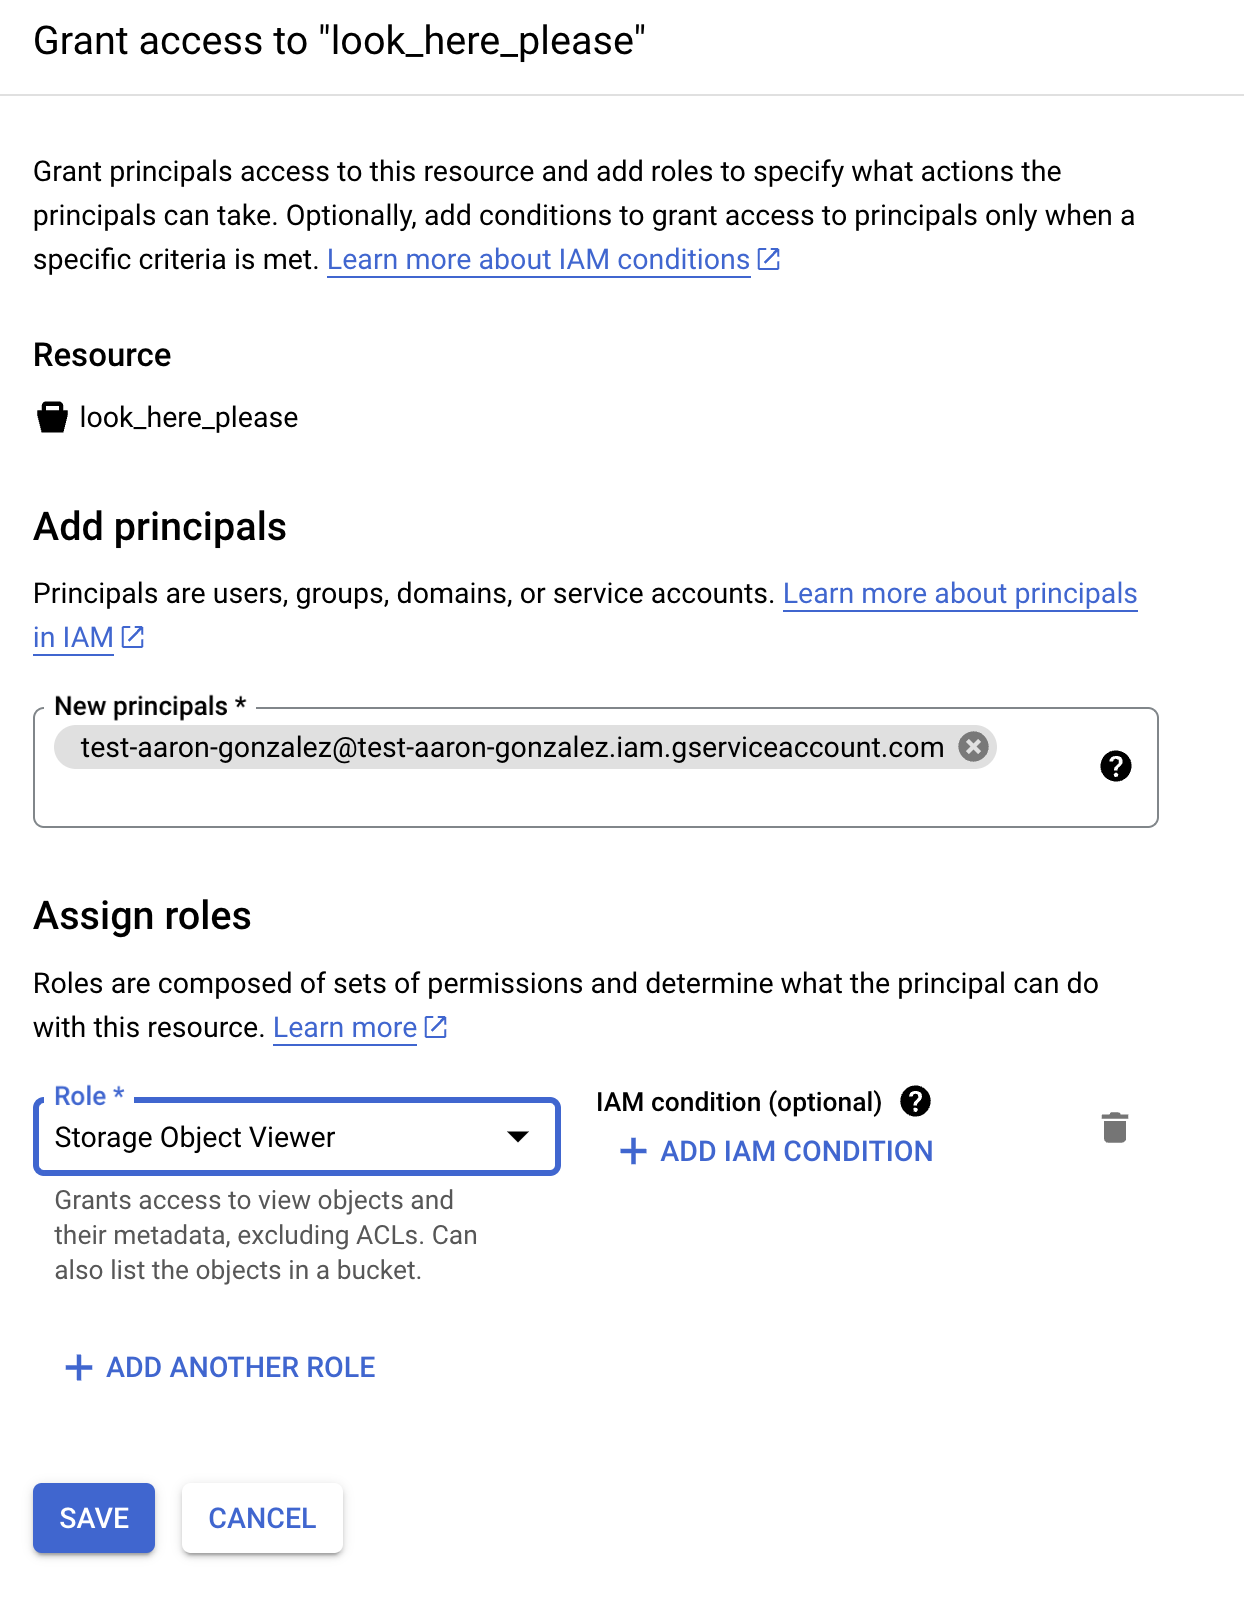 Grant access to "look_here_please"
Grant principals access to this resource and add roles to specify what actions the
principals can take. Optionally, add conditions to grant access to principals only when a
specific criteria is met. Learn more about IAM conditions
Resource
look_here_please
Add principals
Principals are users, groups, domains, or service accounts. Learn more about principals
in IAM
New principals *
test-aaron-gonzalez@test-aaron-gonzalez.iam.gserviceaccount.com
Assign roles
Roles are composed of sets of permissions and determine what the principal can do
with this resource. Learn more
Role *
Storage Object Viewer
Grants access to view objects and
their metadata, excluding ACLs. Can
also list the objects in a bucket.
IAM condition (optional)
+ ADD IAM CONDITION
+ ADD ANOTHER ROLE
SAVE
CANCEL